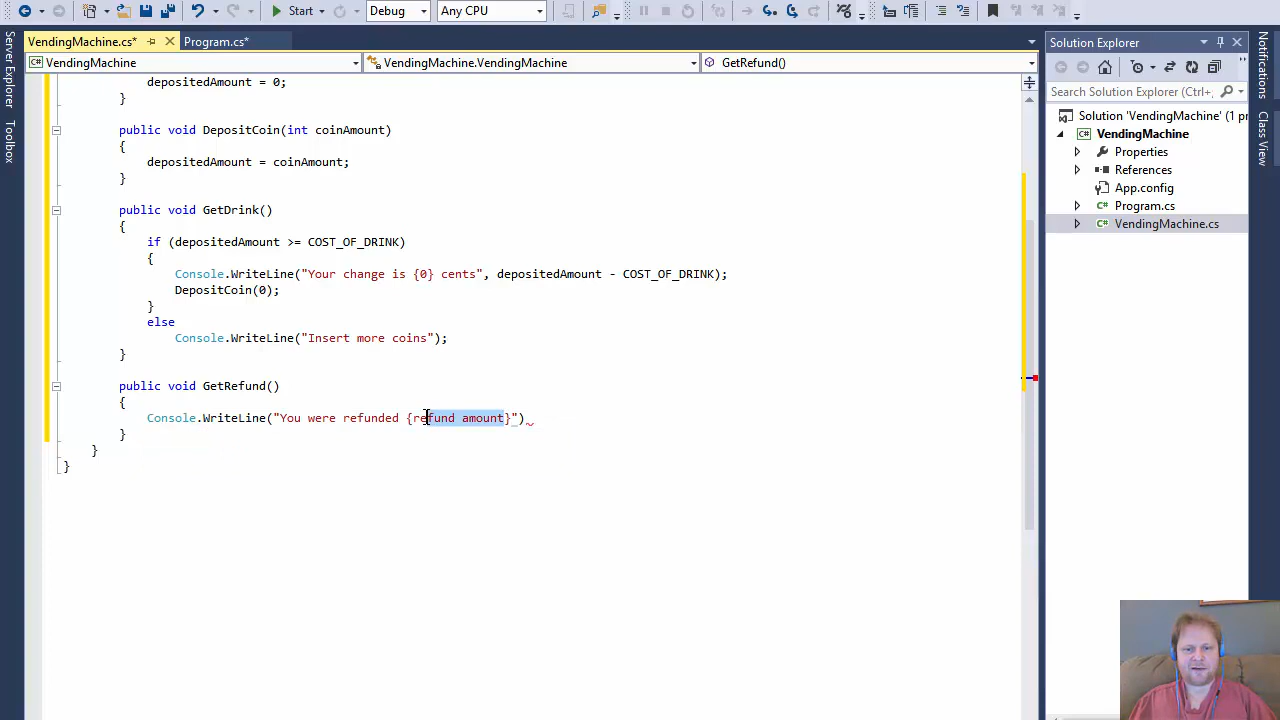 Start
Debug
Any CPU
VendingMachine.cs*
Program.cs*
VendingMachine
VendingMachine.VendingMachine
GetRefund()
Server Explorer
Toolbox
depositedAmount = 0;
}
public void DepositCoin(int coinAmount)
{
depositedAmount = coinAmount;
}
public void GetDrink()
{
if (depositedAmount >= COST_OF_DRINK)
{
Console.WriteLine("Your change is {0} cents", depositedAmount - COST_OF_DRINK);
DepositCoin(0);
}
else
Console.WriteLine("Insert more coins");
}
public void GetRefund()
{
Console.WriteLine("You were refunded {refund amount}")
}
}
}
Solution Explorer
Search Solution Explorer (Ctrl+;
Solution 'VendingMachine' (1 pr
VendingMachine
Properties
References
App.config
Program.cs
VendingMachine.cs
Notifications
Class View